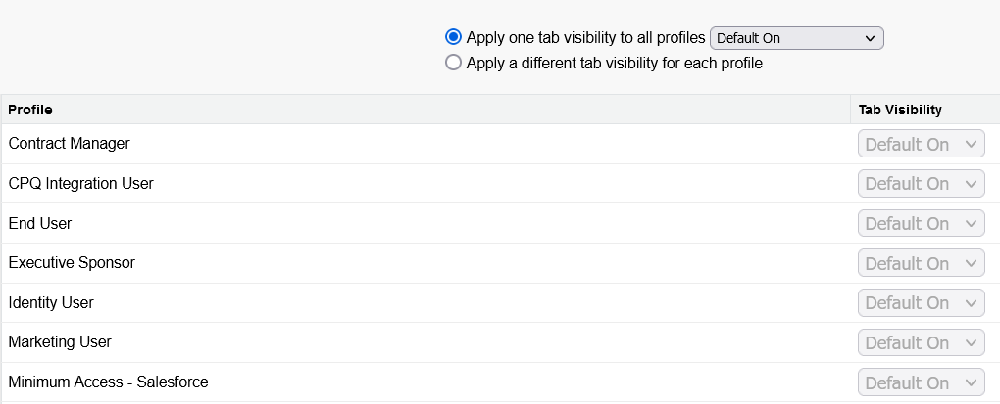 Apply one tab visibility to all profiles Default On
Apply a different tab visibility for each profile
Profile Tab Visibility
Contract Manager Default On
CPQ Integration User Default On
End User Default On
Executive Sponsor Default On
Identity User Default On
Marketing User Default On
Minimum Access - Salesforce Default On